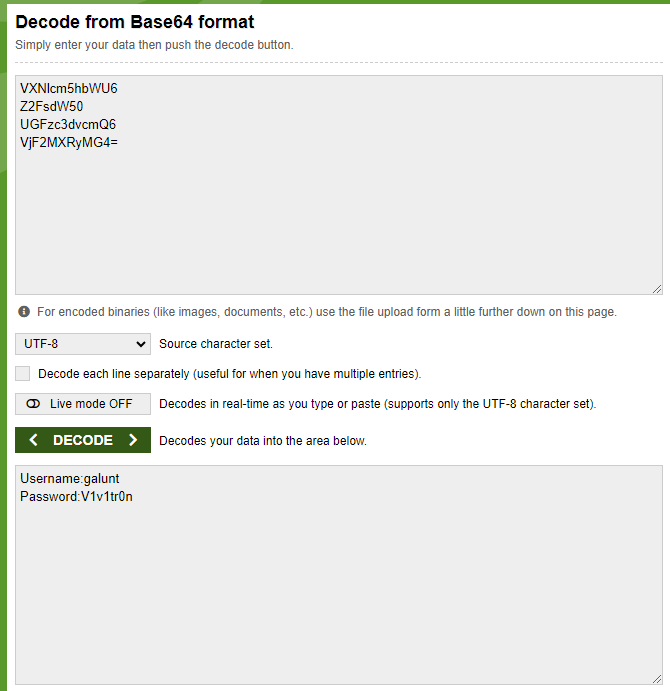 Decode from Base64 format
Simply enter your data then push the decode button.
VXNlcm5hbWU6
Z2FsdW50
UGFzc3dvcmQ6
VjF2MXRyMG4=
For encoded binaries (like images, documents, etc.) use the file upload form a little further down on this page.
UTF-8 Source character set.
Decode each line separately (useful for when you have multiple entries).
Live mode OFF Decodes in real-time as you type or paste (supports only the UTF-8 character set).
DECODE Decodes your data into the area below.
Username:galunt
Password:V1v1tr0n